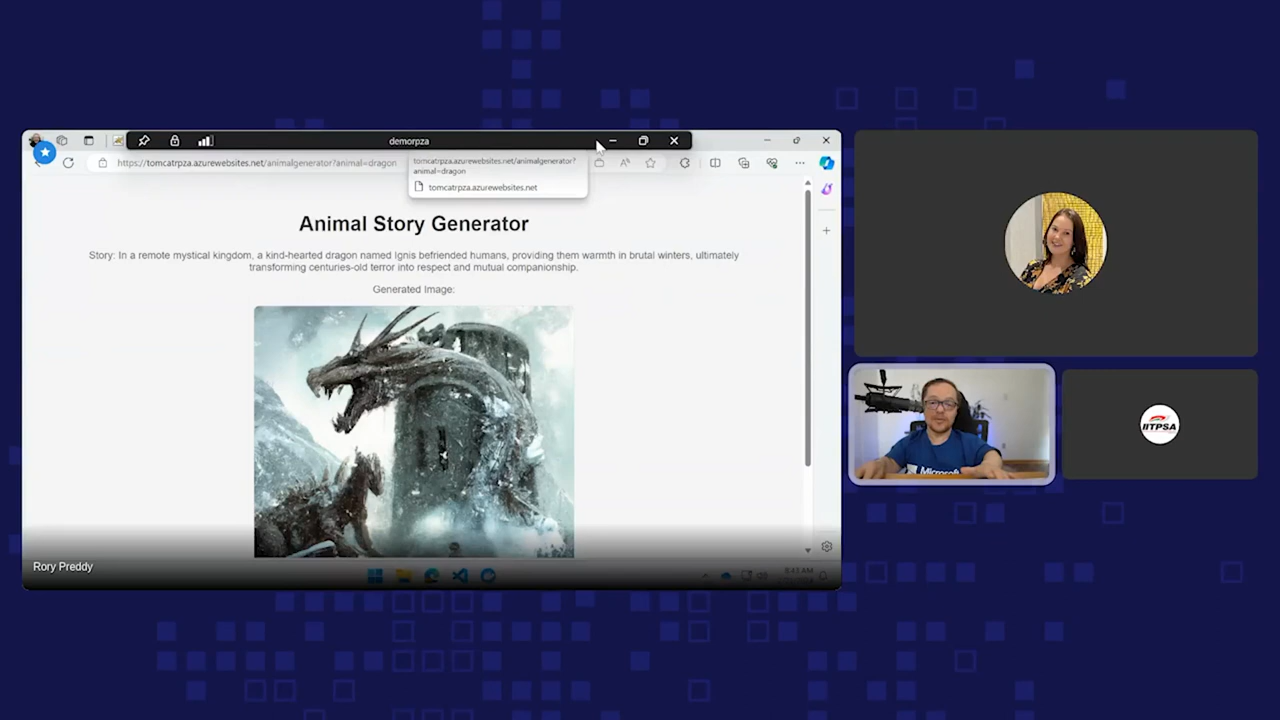 demorpza
https://tomcatrpza.azurewebsites.net/animalgenerator?animal=dragon
tomcatrpza.azurewebsites.net/animalgenerator?
animal=dragon
tomcatrpza.azurewebsites.net
Animal Story Generator
Story: In a remote mystical kingdom, a kind-hearted dragon named Ignis befriended humans, providing them warmth in brutal winters, ultimately
transforming centuries-old terror into respect and mutual companionship.
Generated Image:
Rory Preddy
Microsoft
IITPSA